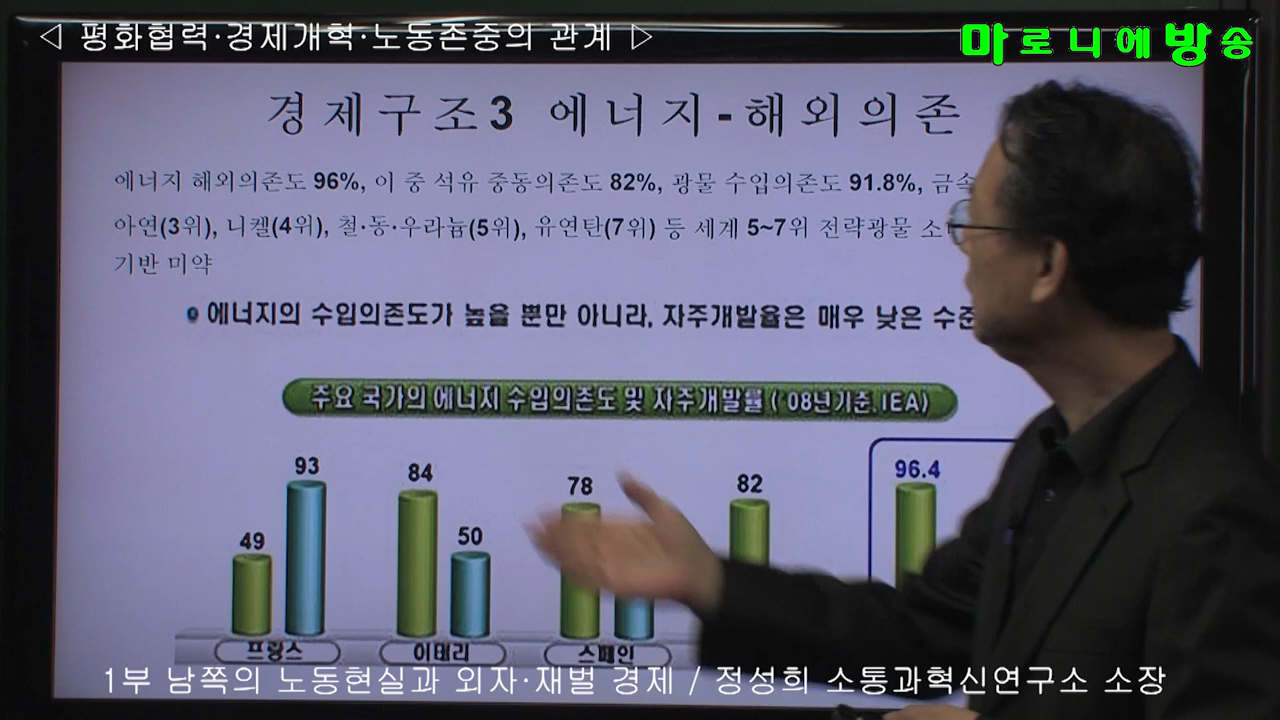 ◁ 평화협력·경제개혁·노동존중의 관계 ▷
마로니에방송
경제구조3 에너지-해외의존
에너지 해외의존도 96%, 이 중 석유 중동의존도 82%, 광물 수입의존도 91.8%, 금속
아연(3위), 니켈(4위), 철·동·우라늄(5위), 유연탄(7위) 등 세계 5~7위 전략광물
기반 미약
에너지의 수입의존도가 높을 뿐만 아니라, 자주개발율은 매우 낮은 수준
주요 국가의 에너지 수입의존도 및 자주개발률 ( '08년기준, IEA)
49 93 84 50 78 82 96.4
프랑스 이태리 스페인
1부 남쪽의 노동현실과 외자·재벌 경제 / 정성희 소통과혁신연구소 소장